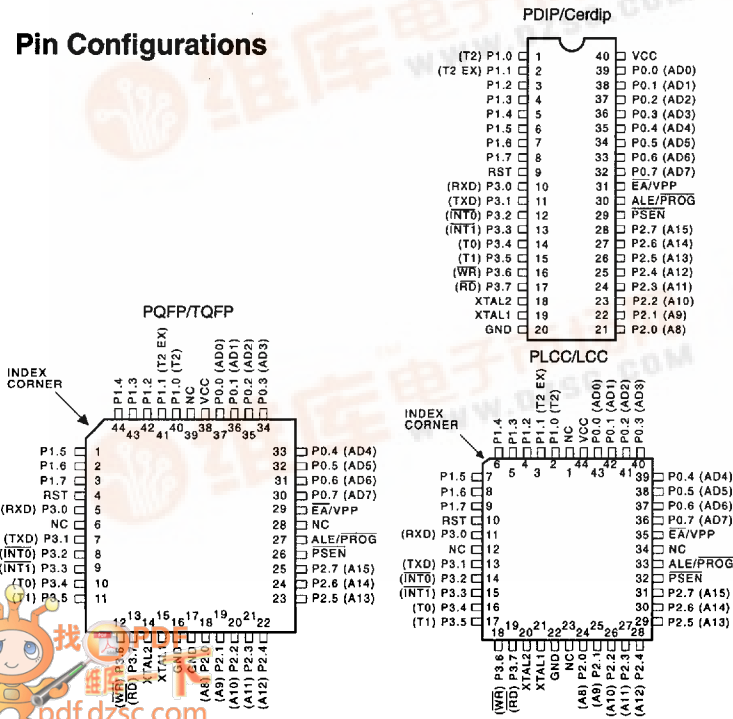 Pin Configurations
PDIP/Cerdip
(T2) P1.0 1 40 VCC
(T2 EX) P1.1 2 39 P0.0 (AD0)
P1.2 3 38 P0.1 (AD1)
P1.3 4 37 P0.2 (AD2)
P1.4 5 36 P0.3 (AD3)
P1.5 6 35 P0.4 (AD4)
P1.6 7 34 P0.5 (AD5)
P1.7 8 33 P0.6 (AD6)
RST 9 32 P0.7 (AD7)
(RXD) P3.0 10 31 EA/VPP
(TXD) P3.1 11 30 ALE/PROG
(INT0) P3.2 12 29 PSEN
(INT1) P3.3 13 28 P2.7 (A15)
(T0) P3.4 14 27 P2.6 (A14)
(T1) P3.5 15 26 P2.5 (A13)
(WR) P3.6 16 25 P2.4 (A12)
(RD) P3.7 17 24 P2.3 (A11)
XTAL2 18 23 P2.2 (A10)
XTAL1 19 22 P2.1 (A9)
GND 20 21 P2.0 (A8)
PQFP/TQFP
INDEX
CORNER
P1.4
P1.3
P1.2
P1.1 (T2 EX)
P1.0 (T2)
NC
VCC
P0.0 (AD0)
P0.1 (AD1)
P0.2 (AD2)
P0.3 (AD3)
44 43 42 41 40 39 38 37 36 35 34
P1.5 1 33 P0.4 (AD4)
P1.6 2 32 P0.5 (AD5)
P1.7 3 31 P0.6 (AD6)
RST 4 30 P0.7 (AD7)
(RXD) P3.0 5 29 EA/VPP
NC 6 28 NC
(TXD) P3.1 7 27 ALE/PROG
(INT0) P3.2 8 26 PSEN
(INT1) P3.3 9 25 P2.7 (A15)
(T0) P3.4 10 24 P2.6 (A14)
(T1) P3.5 11 23 P2.5 (A13)
12 13 14 15 16 17 18 19 20 21 22
(WR) P3.6
(RD) P3.7
XTAL2
XTAL1
GND
GND
(A8) P2.0
(A9) P2.1
(A10) P2.2
(A11) P2.3
(A12) P2.4
PLCC/LCC
INDEX
CORNER
P1.4
P1.3
P1.2
P1.1 (T2 EX)
P1.0 (T2)
NC
VCC
P0.0 (AD0)
P0.1 (AD1)
P0.2 (AD2)
P0.3 (AD3)
6 5 4 3 2 1 44 43 42 41 40
P1.5 7 39 P0.4 (AD4)
P1.6 8 38 P0.5 (AD5)
P1.7 9 37 P0.6 (AD6)
RST 10 36 P0.7 (AD7)
(RXD) P3.0 11 35 EA/VPP
NC 12 34 NC
(TXD) P3.1 13 33 ALE/PROG
(INT0) P3.2 14 32 PSEN
(INT1) P3.3 15 31 P2.7 (A15)
(T0) P3.4 16 30 P2.6 (A14)
(T1) P3.5 17 29 P2.5 (A13)
18 19 20 21 22 23 24 25 26 27 28
(WR) P3.6
(RD) P3.7
XTAL2
XTAL1
GND
NC
(A8) P2.0
(A9) P2.1
(A10) P2.2
(A11) P2.3
(A12) P2.4
找 PDF
维库一下
pdf.dzsc.com